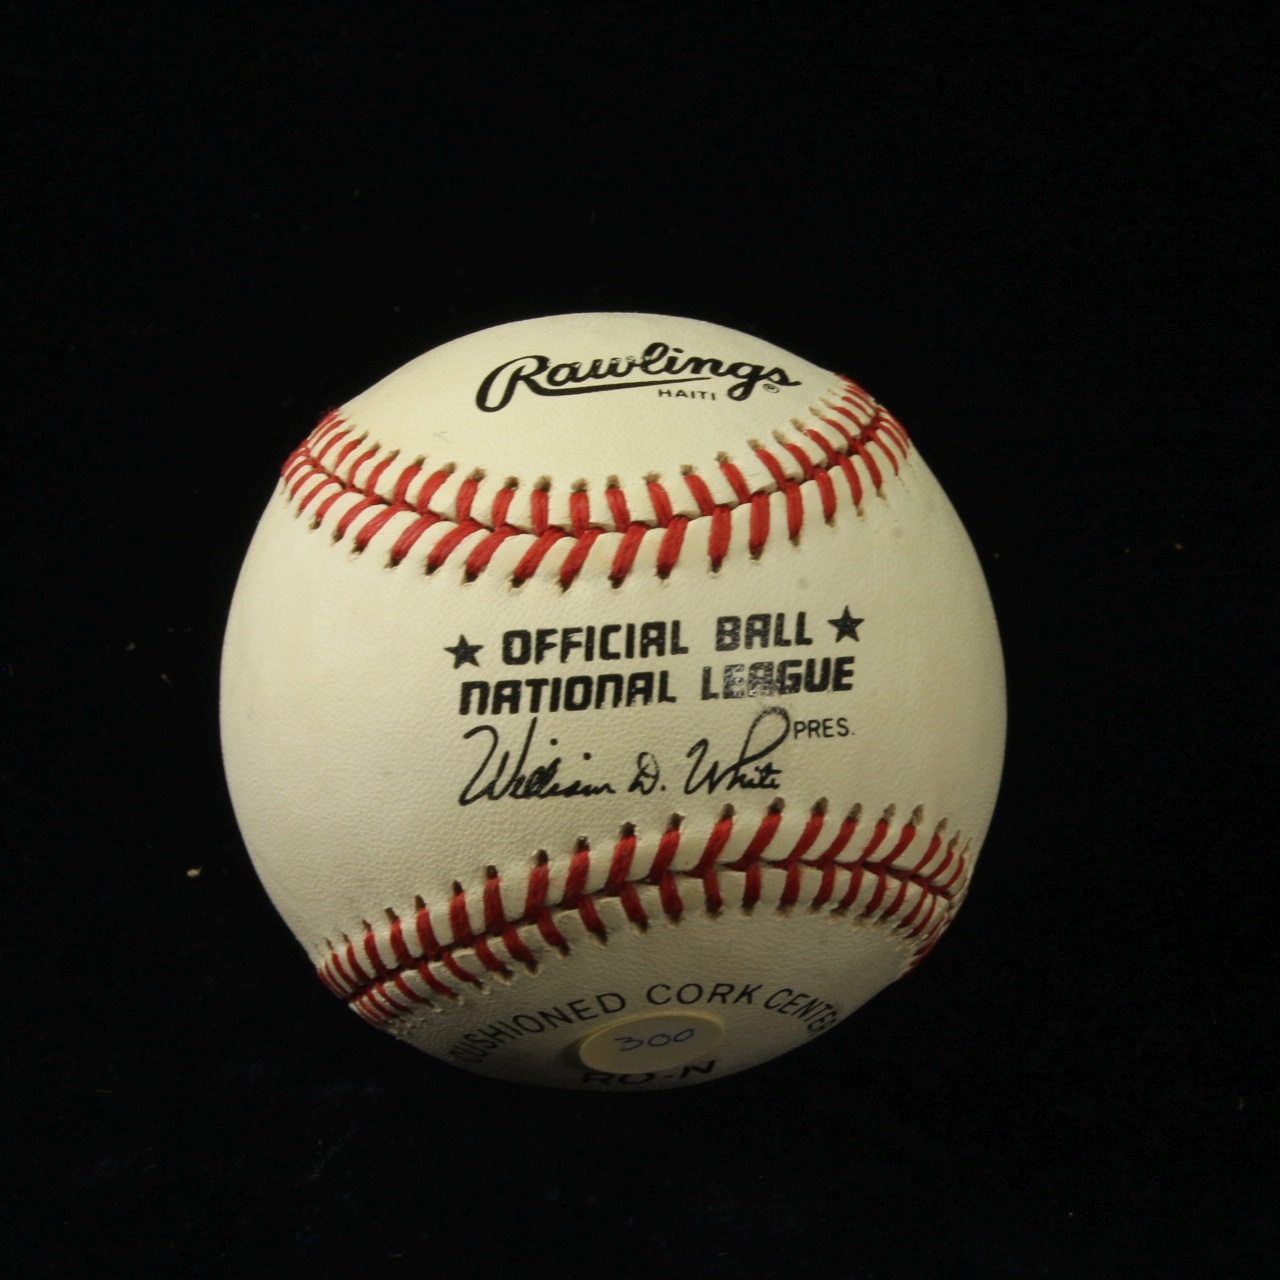 Rawlings®
HAITI
★ OFFICIAL BALL ★
NATIONAL LEAGUE
William D. White PRES.
CUSHIONED CORK CENTER
300
RO-N